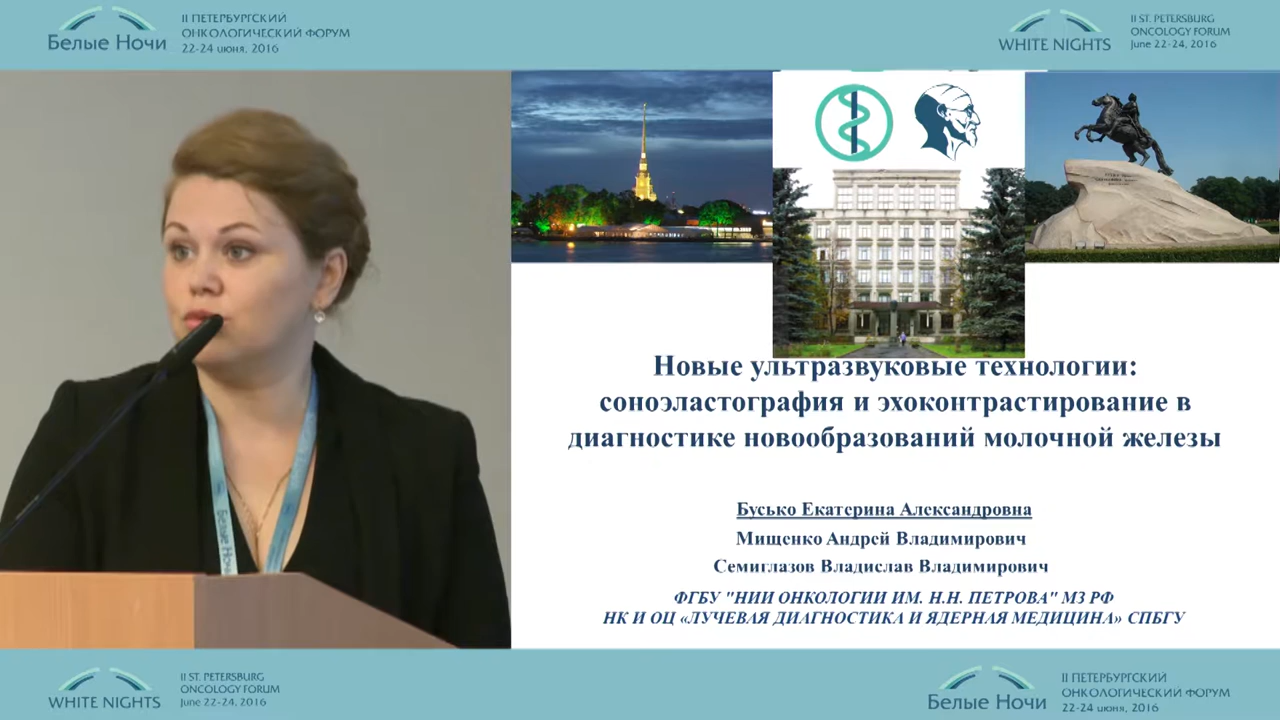 II ПЕТЕРБУРГСКИЙ
ОНКОЛОГИЧЕСКИЙ ФОРУМ
Белые Ночи
22-24 июня, 2016
II ST. PETERSBURG
ONCOLOGY FORUM
WHITE NIGHTS
June 22-24, 2016
Новые ультразвуковые технологии:
соноэластография и эхоконтрастирование в
диагностике новообразований молочной железы
Бусько Екатерина Александровна
Мищенко Андрей Владимирович
Семиглазов Владислав Владимирович
ФГБУ "НИИ ОНКОЛОГИИ ИМ. Н.Н. ПЕТРОВА" МЗ РФ
НК И ОЦ «ЛУЧЕВАЯ ДИАГНОСТИКА И ЯДЕРНАЯ МЕДИЦИНА» СПБГУ
Белые Ночи
II ST. PETERSBURG
ONCOLOGY FORUM
WHITE NIGHTS
June 22-24, 2016
II ПЕТЕРБУРГСКИЙ
ОНКОЛОГИЧЕСКИЙ ФОРУМ
Белые Ночи
22-24 июня, 2016